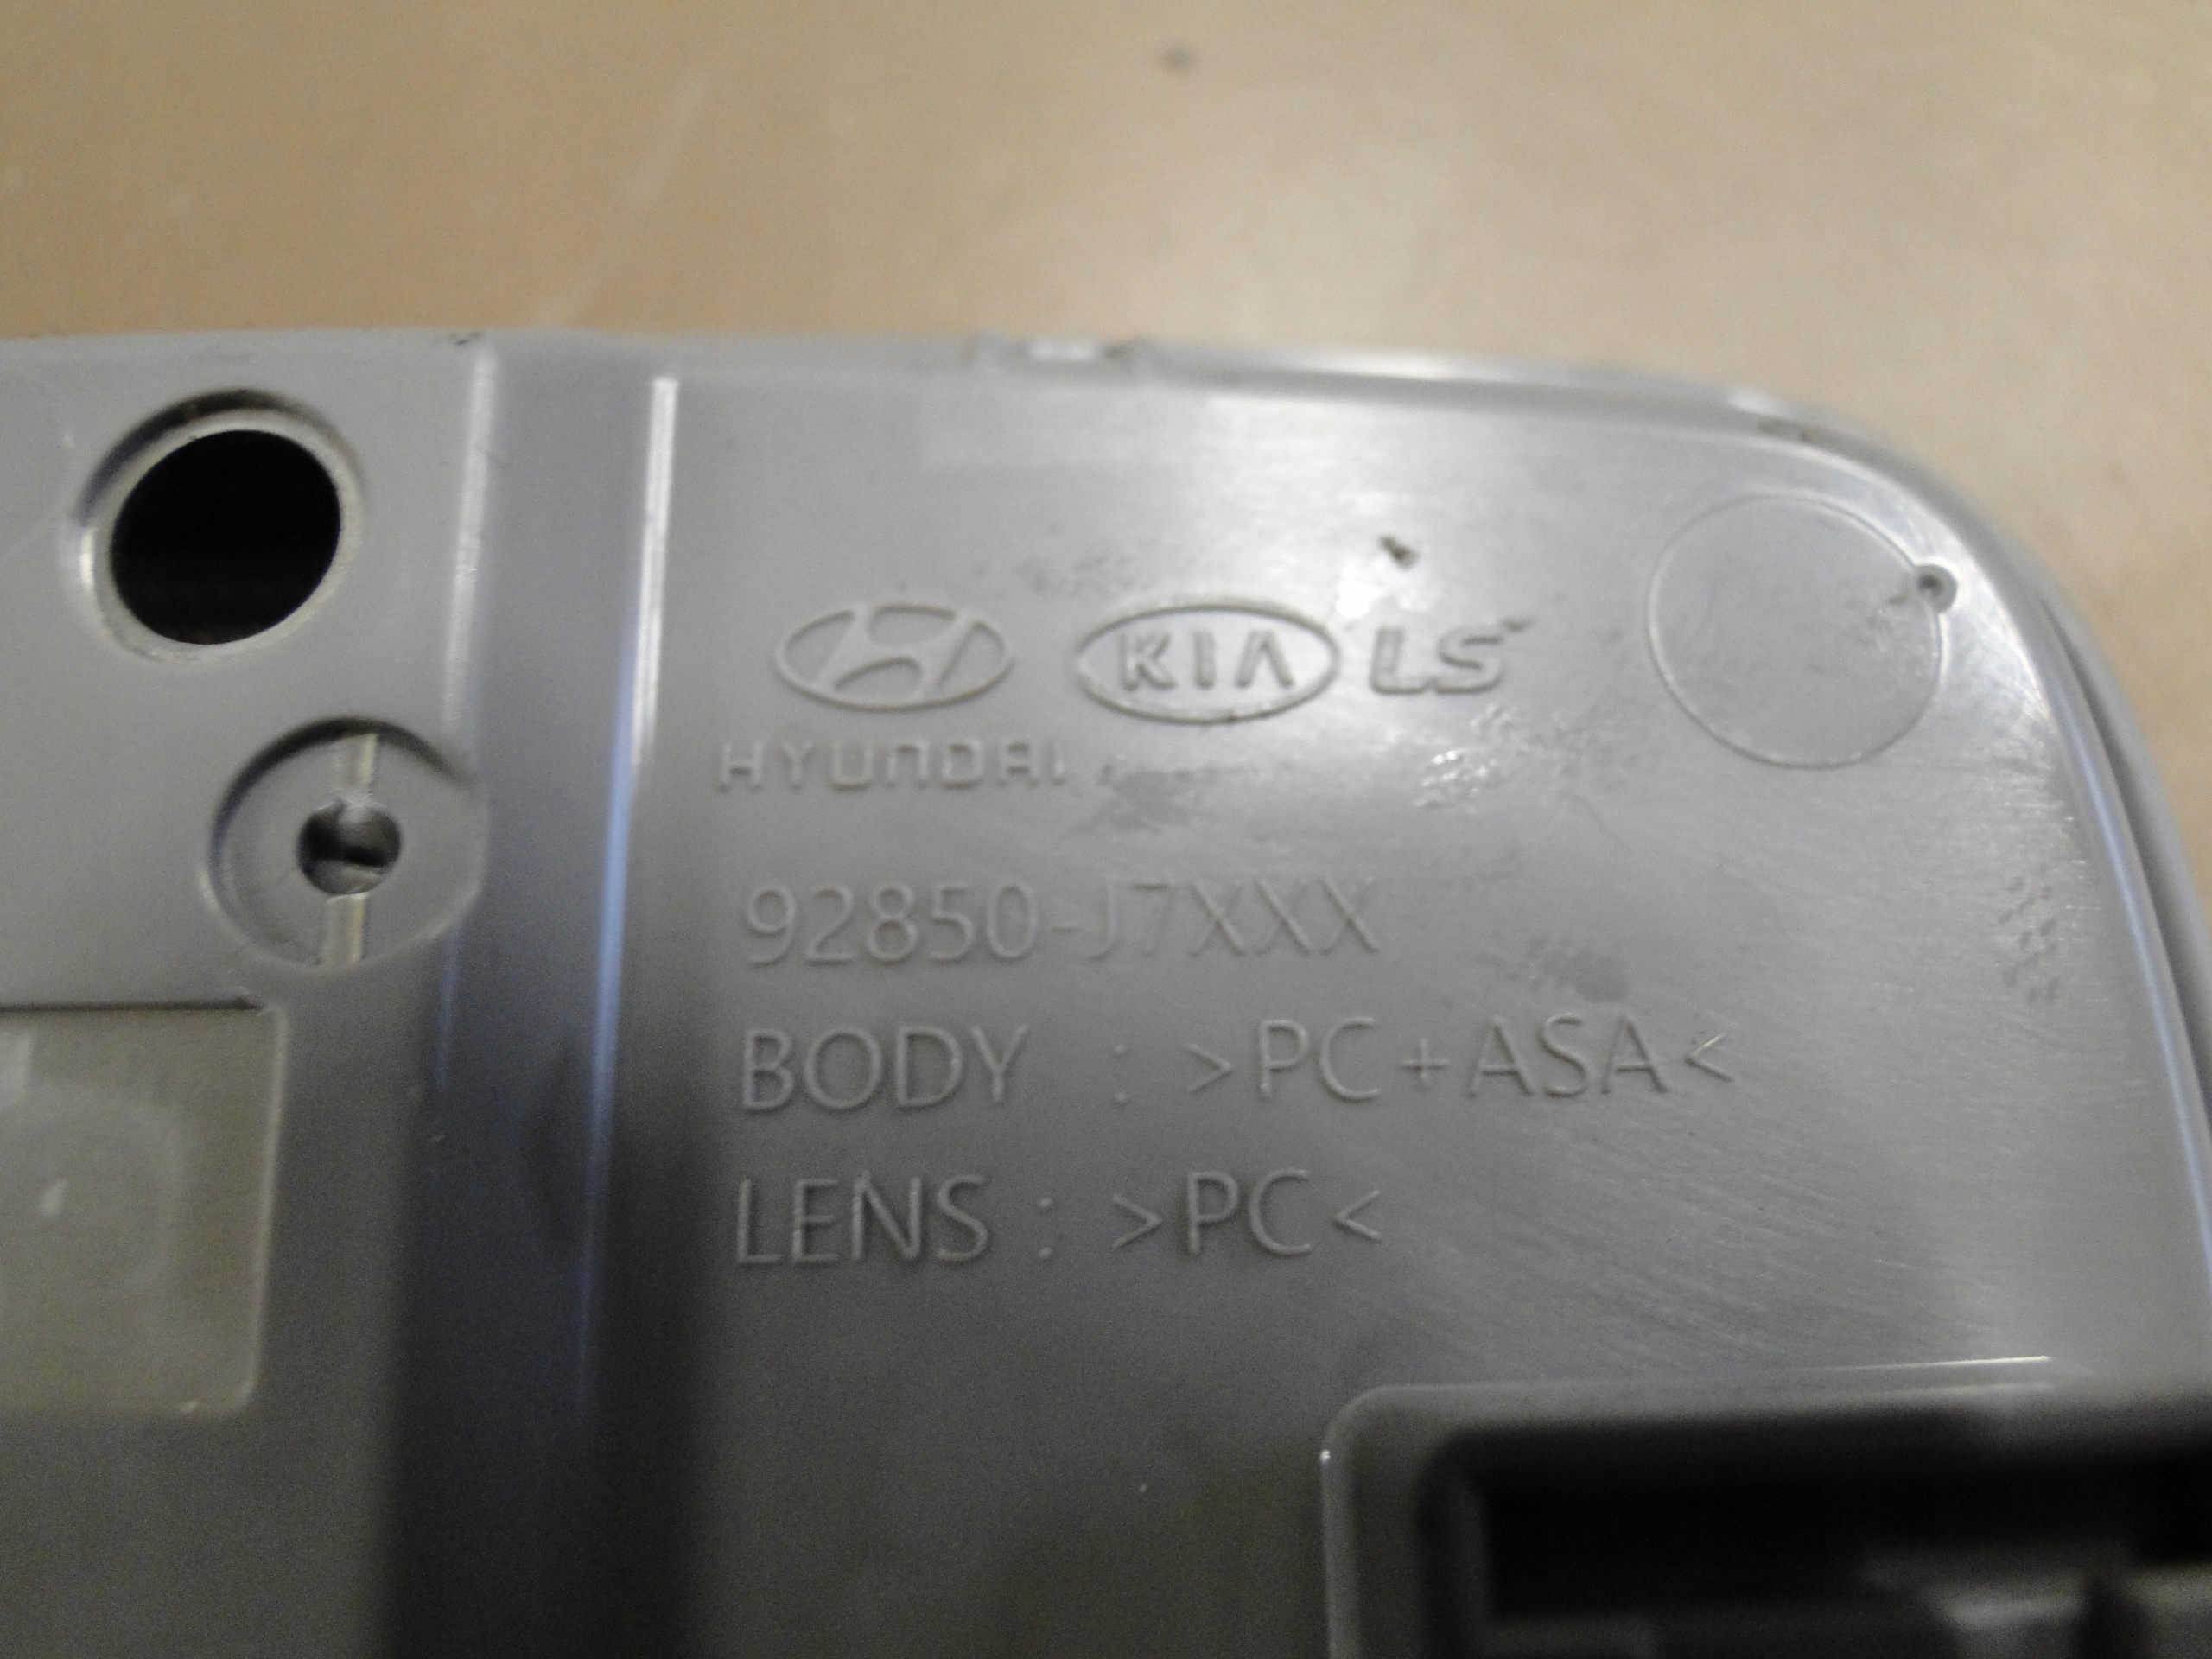 KIA LS
HYUNDAI
92850-J7XXX
BODY : >PC+ASA<
LENS : >PC<